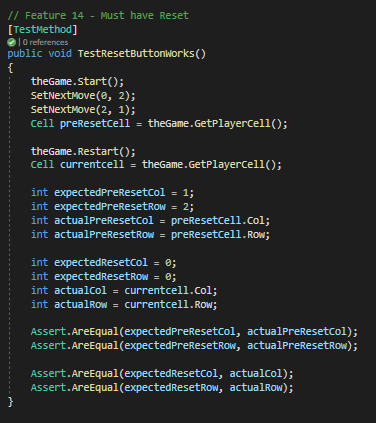 // Feature 14 - Must have Reset
[TestMethod]
0 references
public void TestResetButtonWorks()
{
theGame.Start();
SetNextMove(0, 2);
SetNextMove(2, 1);
Cell preResetCell = theGame.GetPlayerCell();
theGame.Restart();
Cell currentcell = theGame.GetPlayerCell();
int expectedPreResetCol = 1;
int expectedPreResetRow = 2;
int actualPreResetCol = preResetCell.Col;
int actualPreResetRow = preResetCell.Row;
int expectedResetCol = 0;
int expectedResetRow = 0;
int actualCol = currentcell.Col;
int actualRow = currentcell.Row;
Assert.AreEqual(expectedPreResetCol, actualPreResetCol);
Assert.AreEqual(expectedPreResetRow, actualPreResetRow);
Assert.AreEqual(expectedResetCol, actualCol);
Assert.AreEqual(expectedResetRow, actualRow);
}